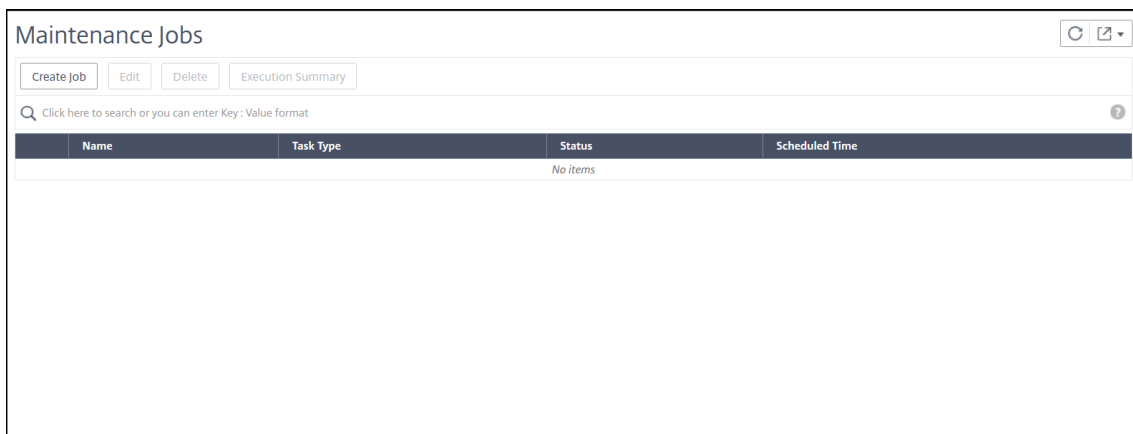 Maintenance Jobs
Create Job Edit Delete Execution Summary
Click here to search or you can enter Key : Value format ?
Name Task Type Status Scheduled Time
No items